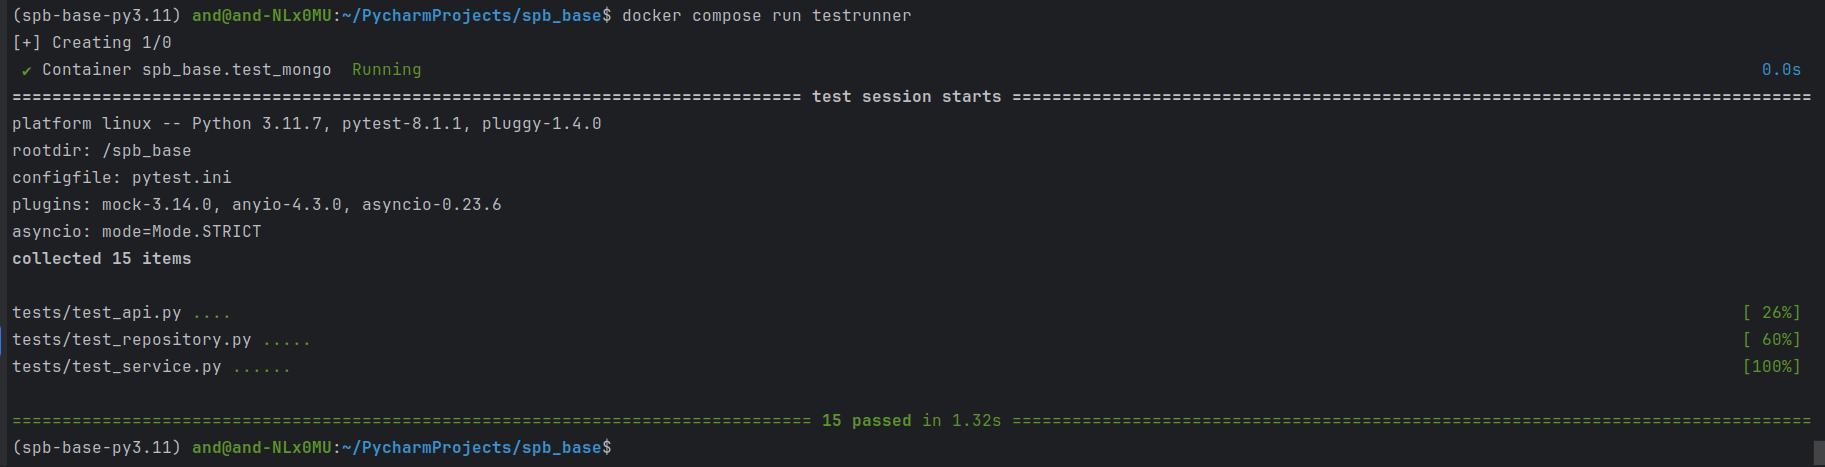 (spb-base-py3.11) and@and-NLx0MU:~/PycharmProjects/spb_base$ docker compose run testrunner
[+] Creating 1/0
✔ Container spb_base.test_mongo  Running 0.0s
=============================================================================== test session starts ================================================================================
platform linux -- Python 3.11.7, pytest-8.1.1, pluggy-1.4.0
rootdir: /spb_base
configfile: pytest.ini
plugins: mock-3.14.0, anyio-4.3.0, asyncio-0.23.6
asyncio: mode=Mode.STRICT
collected 15 items
tests/test_api.py .... [ 26%]
tests/test_repository.py ..... [ 60%]
tests/test_service.py ...... [100%]
================================================================================ 15 passed in 1.32s ================================================================================
(spb-base-py3.11) and@and-NLx0MU:~/PycharmProjects/spb_base$